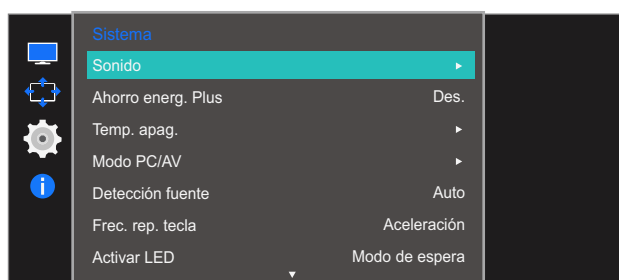 Sistema
Sonido
Ahorro energ. Plus Des.
Temp. apag.
Modo PC/AV
Detección fuente Auto
Frec. rep. tecla Aceleración
Activar LED Modo de espera